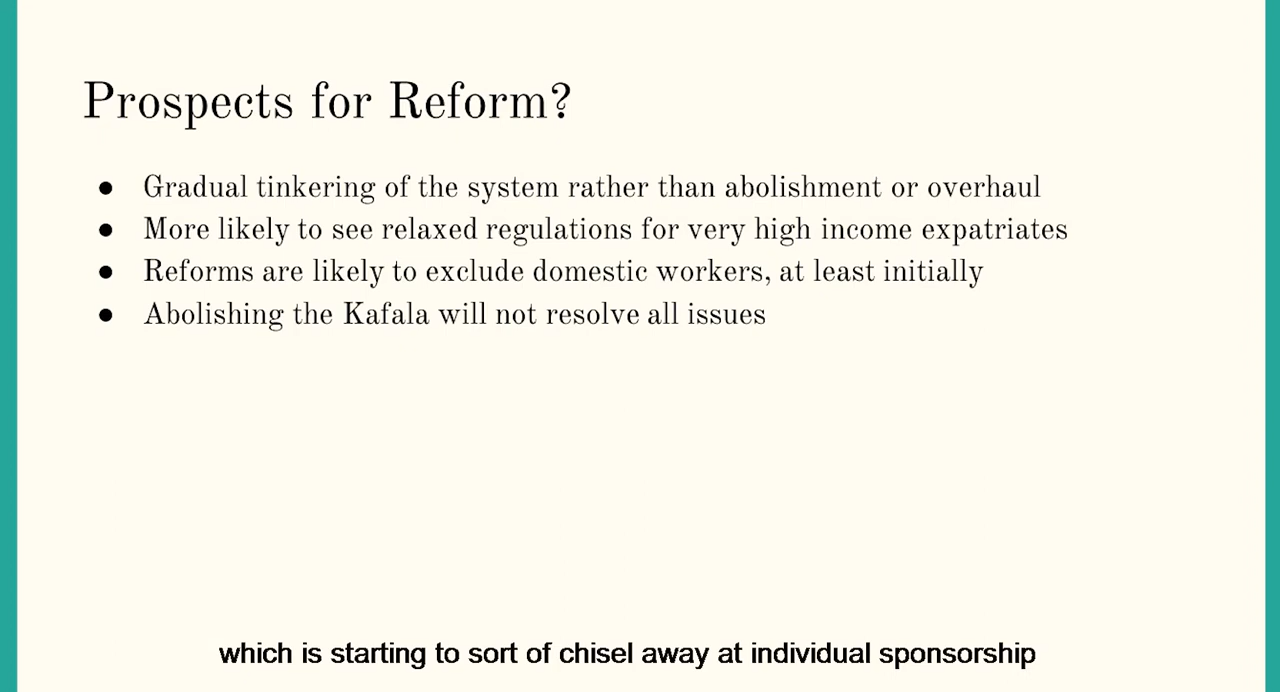 Prospects for Reform?
● Gradual tinkering of the system rather than abolishment or overhaul
● More likely to see relaxed regulations for very high income expatriates
● Reforms are likely to exclude domestic workers, at least initially
● Abolishing the Kafala will not resolve all issues
which is starting to sort of chisel away at individual sponsorship